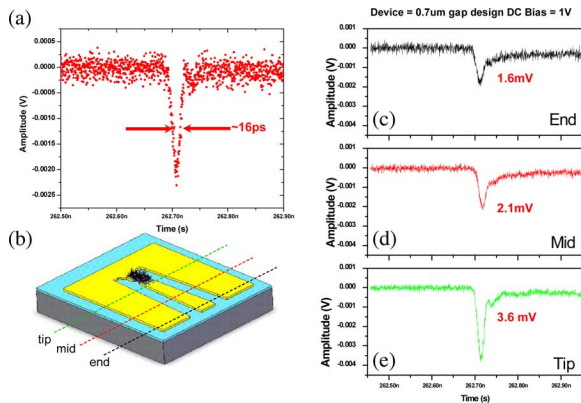 (a)
0.0005
0.0000
-0.0005
-0.0010
-0.0015
-0.0020
-0.0025
Amplitude (V)
~16ps
262.60n 262.70n 262.80n 262.90n
Time (s)
(b)
tip
mid
end
Device = 0.7um gap design DC Bias = 1V
0.001
0.000
-0.001
-0.002
-0.003
-0.004
Amplitude (V)
1.6mV
(c)
End
0.001
0.000
-0.001
-0.002
-0.003
-0.004
Amplitude (V)
2.1mV
(d)
Mid
0.001
0.000
-0.001
-0.002
-0.003
-0.004
Amplitude (V)
3.6 mV
(e)
Tip
262.50n 262.60n 262.70n 262.80n 262.90n
Time (s)